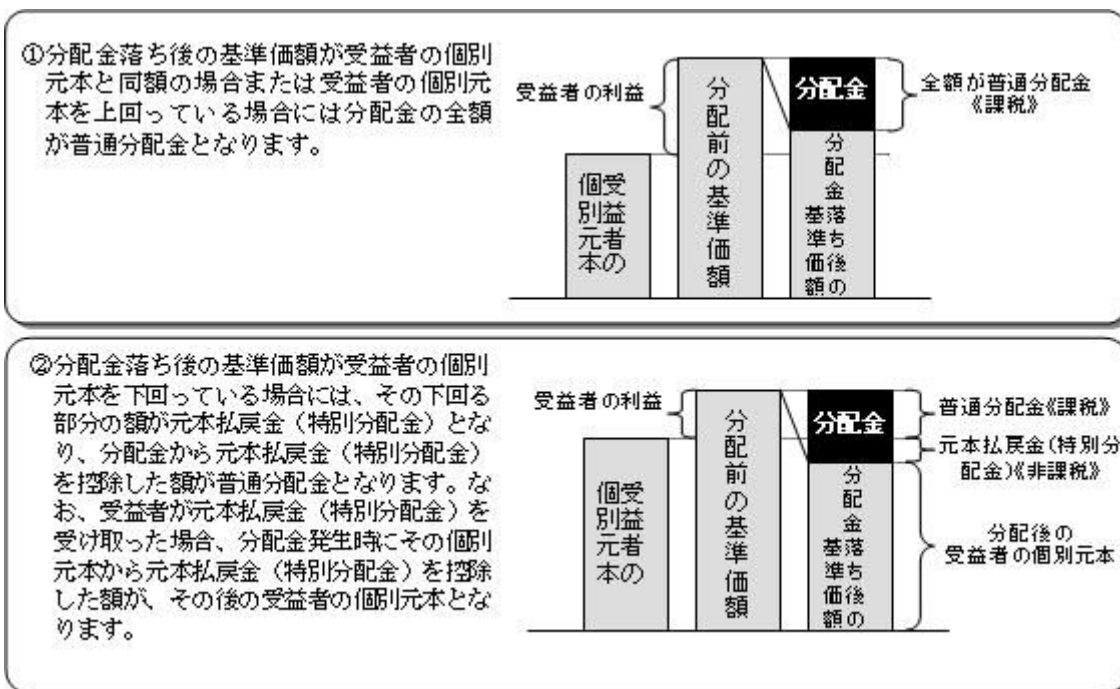 ①分配金落ち後の基準価額が受益者の個別
元本と同額の場合または受益者の個別元
本を上回っている場合には分配金の全額
が普通分配金となります。
受益者の利益
受益者の
個別元本
分配前の基準価額
分配金
分配金落ち後の
基準価額
全額が普通分配金
《課税》
②分配金落ち後の基準価額が受益者の個別
元本を下回っている場合には、その下回る
部分の額が元本払戻金（特別分配金）とな
り、分配金から元本払戻金（特別分配金）
を控除した額が普通分配金となります。な
お、受益者が元本払戻金（特別分配金）を
受け取った場合、分配金発生時にその個別
元本から元本払戻金（特別分配金）を控除
した額が、その後の受益者の個別元本とな
ります。
受益者の利益
受益者の
個別元本
分配前の基準価額
分配金
分配金落ち後の
基準価額
普通分配金《課税》
元本払戻金(特別分
配金)《非課税》
分配後の
受益者の個別元本